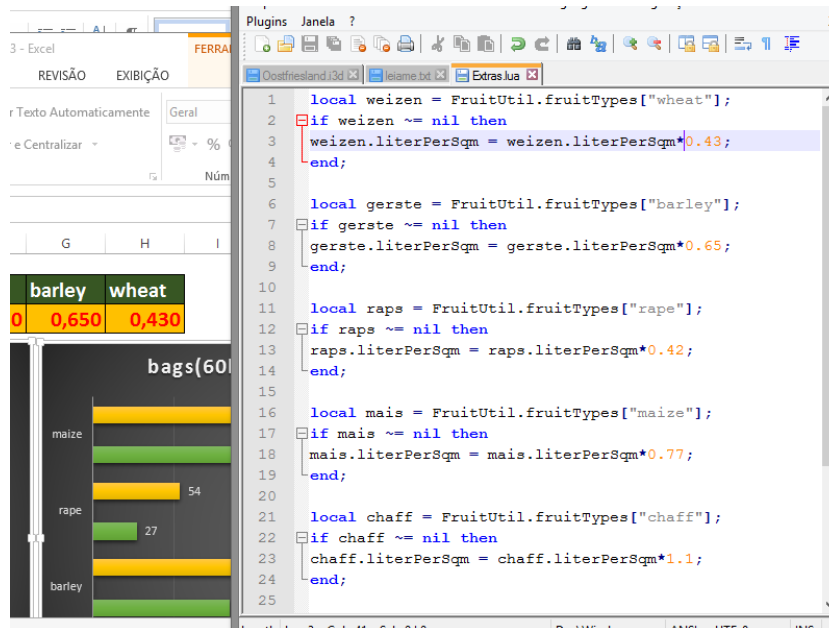 3 - Excel
FERRA
REVISÃO
EXIBIÇÃO
r Texto Automaticamente
Geral
e Centralizar
%
Núm
G
H
I
barley
wheat
0
0,650
0,430
bags(60
maize
rape
54
27
barley
Plugins Janela ?
Oostfriesland.i3d
leiame.txt
Extras.lua
1 local weizen = FruitUtil.fruitTypes["wheat"];
2 if weizen ~= nil then
3 weizen.literPerSqm = weizen.literPerSqm*0.43;
4 end;
5
6 local gerste = FruitUtil.fruitTypes["barley"];
7 if gerste ~= nil then
8 gerste.literPerSqm = gerste.literPerSqm*0.65;
9 end;
10
11 local raps = FruitUtil.fruitTypes["rape"];
12 if raps ~= nil then
13 raps.literPerSqm = raps.literPerSqm*0.42;
14 end;
15
16 local mais = FruitUtil.fruitTypes["maize"];
17 if mais ~= nil then
18 mais.literPerSqm = mais.literPerSqm*0.77;
19 end;
20
21 local chaff = FruitUtil.fruitTypes["chaff"];
22 if chaff ~= nil then
23 chaff.literPerSqm = chaff.literPerSqm*1.1;
24 end;
25